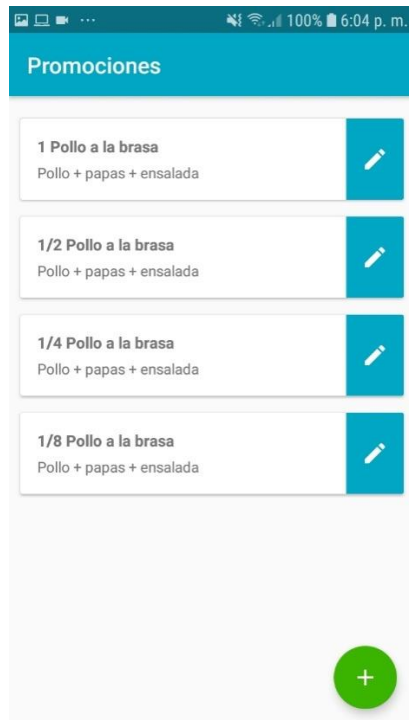 100% 6:04 p. m.
Promociones
1 Pollo a la brasa
Pollo + papas + ensalada
1/2 Pollo a la brasa
Pollo + papas + ensalada
1/4 Pollo a la brasa
Pollo + papas + ensalada
1/8 Pollo a la brasa
Pollo + papas + ensalada
+